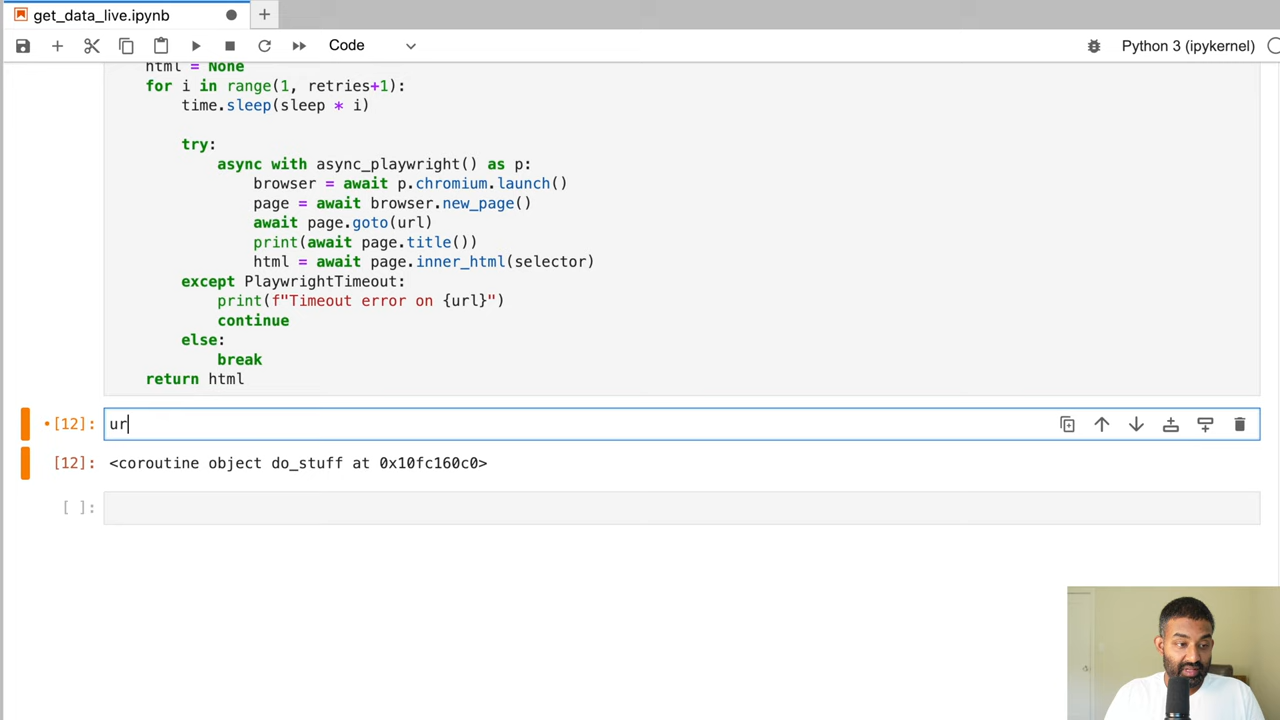 get_data_live.ipynb
Code
Python 3 (ipykernel)
html = None
for i in range(1, retries+1):
time.sleep(sleep * i)
try:
async with async_playwright() as p:
browser = await p.chromium.launch()
page = await browser.new_page()
await page.goto(url)
print(await page.title())
html = await page.inner_html(selector)
except PlaywrightTimeout:
print(f"Timeout error on {url}")
continue
else:
break
return html
[12]: ur
[12]: <coroutine object do_stuff at 0x10fc160c0>
[ ]: